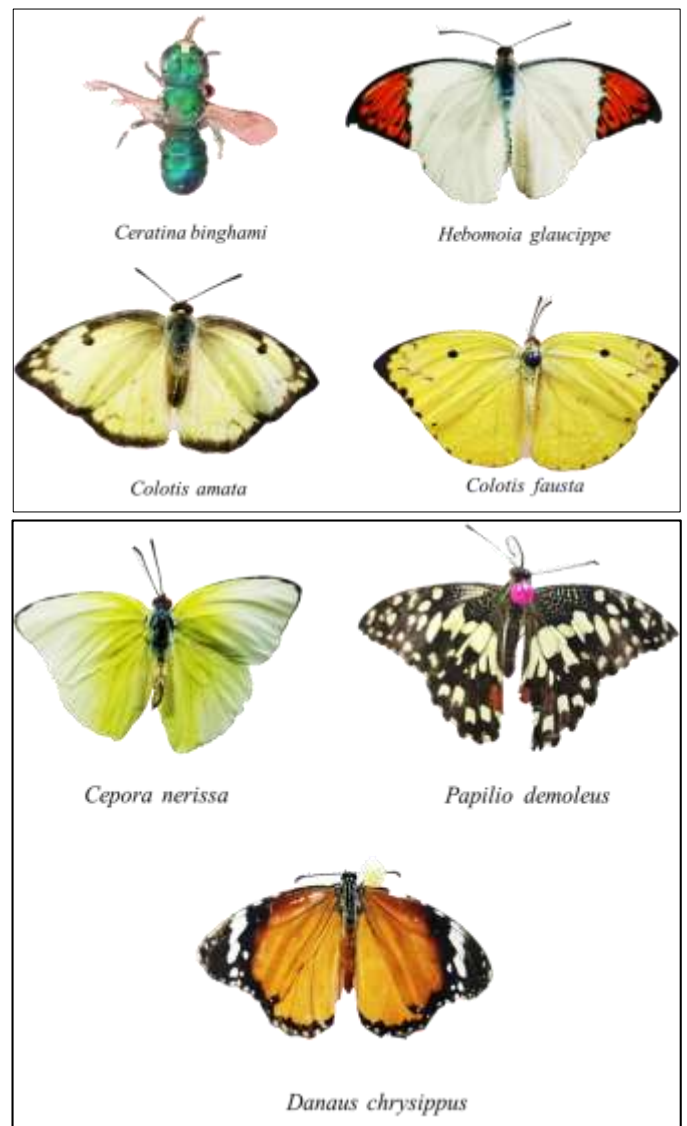 Ceratina binghami
Hebomoia glaucippe
Colotis amata
Colotis fausta
Cepora nerissa
Papilio demoleus
Danaus chrysippus